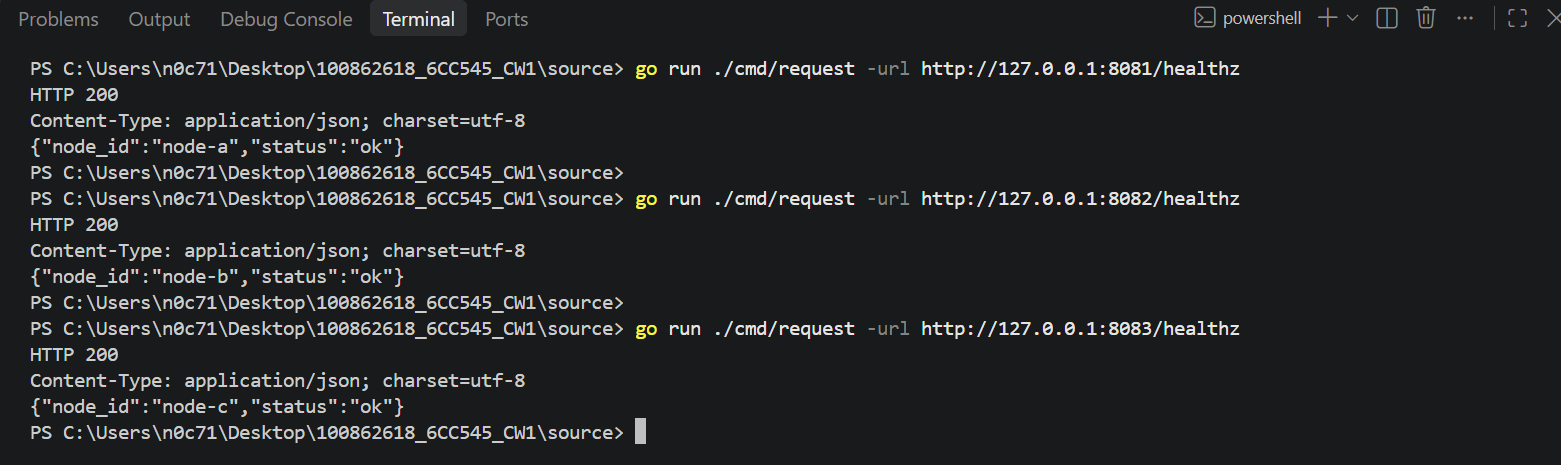 Problems Output Debug Console Terminal Ports powershell
PS C:\Users\n0c71\Desktop\100862618_6CC545_CW1\source> go run ./cmd/request -url http://127.0.0.1:8081/healthz
HTTP 200
Content-Type: application/json; charset=utf-8
{"node_id":"node-a","status":"ok"}
PS C:\Users\n0c71\Desktop\100862618_6CC545_CW1\source>
PS C:\Users\n0c71\Desktop\100862618_6CC545_CW1\source> go run ./cmd/request -url http://127.0.0.1:8082/healthz
HTTP 200
Content-Type: application/json; charset=utf-8
{"node_id":"node-b","status":"ok"}
PS C:\Users\n0c71\Desktop\100862618_6CC545_CW1\source>
PS C:\Users\n0c71\Desktop\100862618_6CC545_CW1\source> go run ./cmd/request -url http://127.0.0.1:8083/healthz
HTTP 200
Content-Type: application/json; charset=utf-8
{"node_id":"node-c","status":"ok"}
PS C:\Users\n0c71\Desktop\100862618_6CC545_CW1\source>